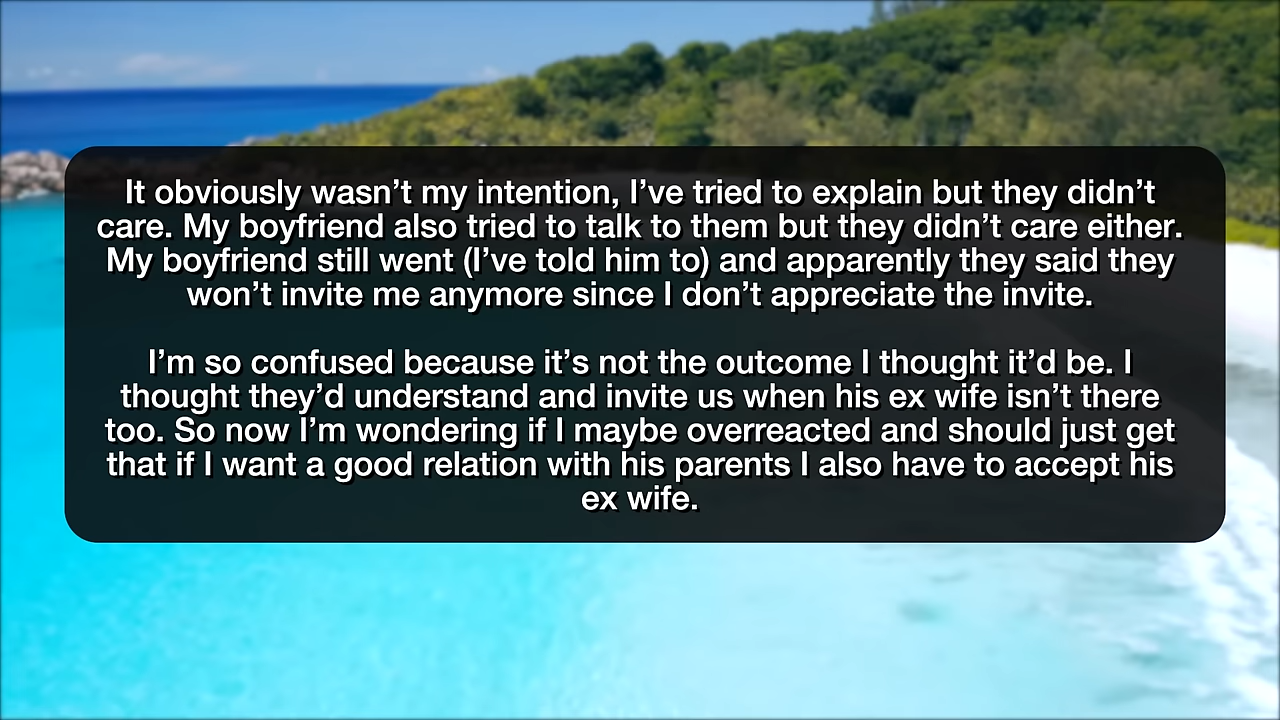 It obviously wasn’t my intention, I’ve tried to explain but they didn’t
care. My boyfriend also tried to talk to them but they didn’t care either.
My boyfriend still went (I’ve told him to) and apparently they said they
won’t invite me anymore since I don’t appreciate the invite.
I’m so confused because it’s not the outcome I thought it’d be. I
thought they’d understand and invite us when his ex wife isn’t there
too. So now I’m wondering if I maybe overreacted and should just get
that if I want a good relation with his parents I also have to accept his
ex wife.